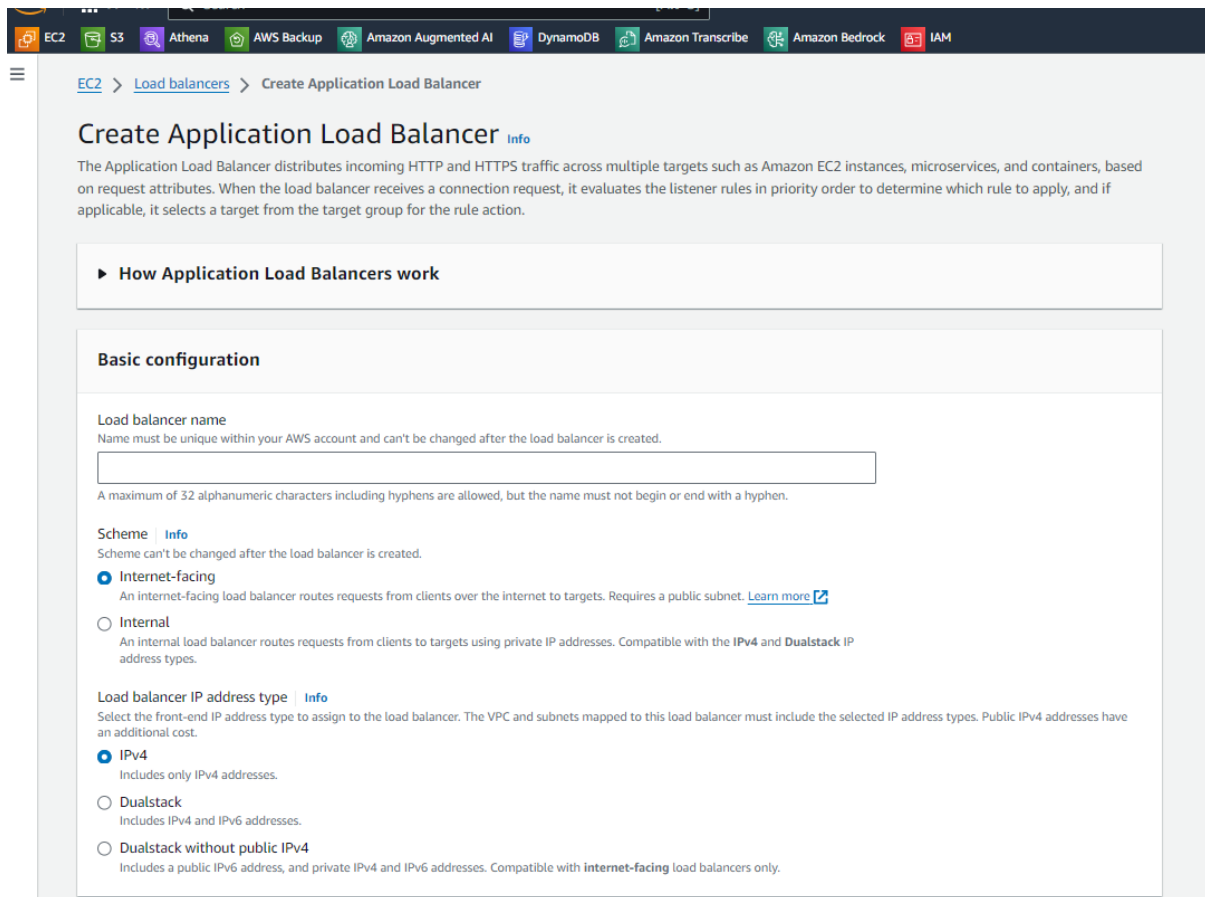 EC2 S3 Athena AWS Backup Amazon Augmented AI DynamoDB Amazon Transcribe Amazon Bedrock IAM
EC2 > Load balancers > Create Application Load Balancer
Create Application Load Balancer Info
The Application Load Balancer distributes incoming HTTP and HTTPS traffic across multiple targets such as Amazon EC2 instances, microservices, and containers, based
on request attributes. When the load balancer receives a connection request, it evaluates the listener rules in priority order to determine which rule to apply, and if
applicable, it selects a target from the target group for the rule action.
How Application Load Balancers work
Basic configuration
Load balancer name
Name must be unique within your AWS account and can't be changed after the load balancer is created.
A maximum of 32 alphanumeric characters including hyphens are allowed, but the name must not begin or end with a hyphen.
Scheme Info
Scheme can't be changed after the load balancer is created.
Internet-facing
An internet-facing load balancer routes requests from clients over the internet to targets. Requires a public subnet. Learn more
Internal
An internal load balancer routes requests from clients to targets using private IP addresses. Compatible with the IPv4 and Dualstack IP
address types.
Load balancer IP address type Info
Select the front-end IP address type to assign to the load balancer. The VPC and subnets mapped to this load balancer must include the selected IP address types. Public IPv4 addresses have
an additional cost.
IPv4
Includes only IPv4 addresses.
Dualstack
Includes IPv4 and IPv6 addresses.
Dualstack without public IPv4
Includes a public IPv6 address, and private IPv4 and IPv6 addresses. Compatible with internet-facing load balancers only.